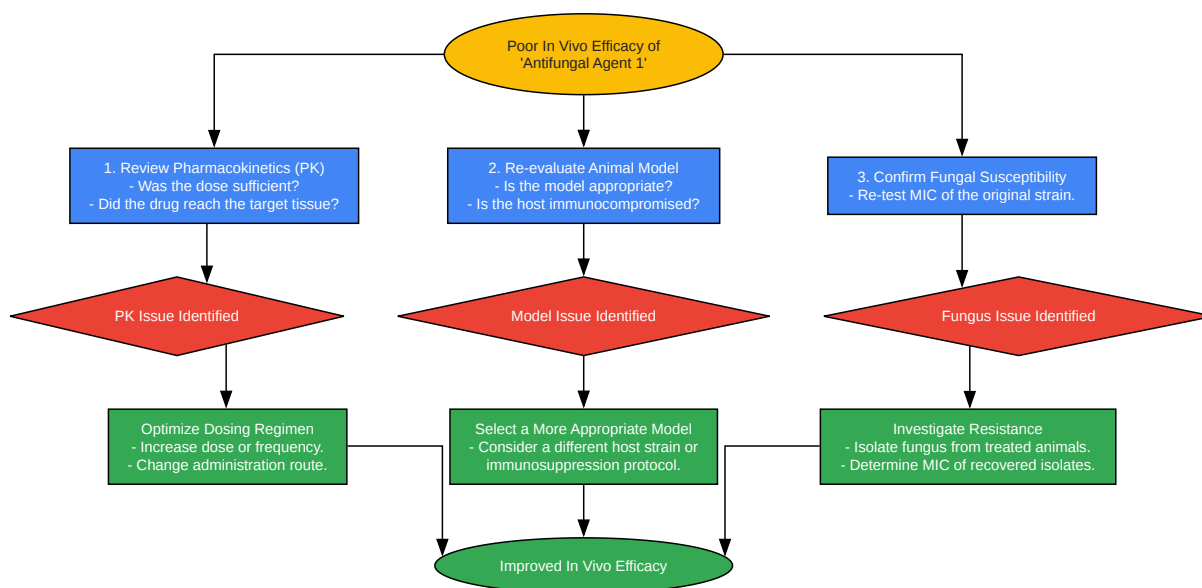 Poor In Vivo Efficacy of
'Antifungal Agent 1'
1. Review Pharmacokinetics (PK)
- Was the dose sufficient?
- Did the drug reach the target tissue?
2. Re-evaluate Animal Model
- Is the model appropriate?
- Is the host immunocompromised?
3. Confirm Fungal Susceptibility
- Re-test MIC of the original strain.
PK Issue Identified
Model Issue Identified
Fungus Issue Identified
Optimize Dosing Regimen
- Increase dose or frequency.
- Change administration route.
Select a More Appropriate Model
- Consider a different host strain or
immunosuppression protocol.
Investigate Resistance
- Isolate fungus from treated animals.
- Determine MIC of recovered isolates.
Improved In Vivo Efficacy